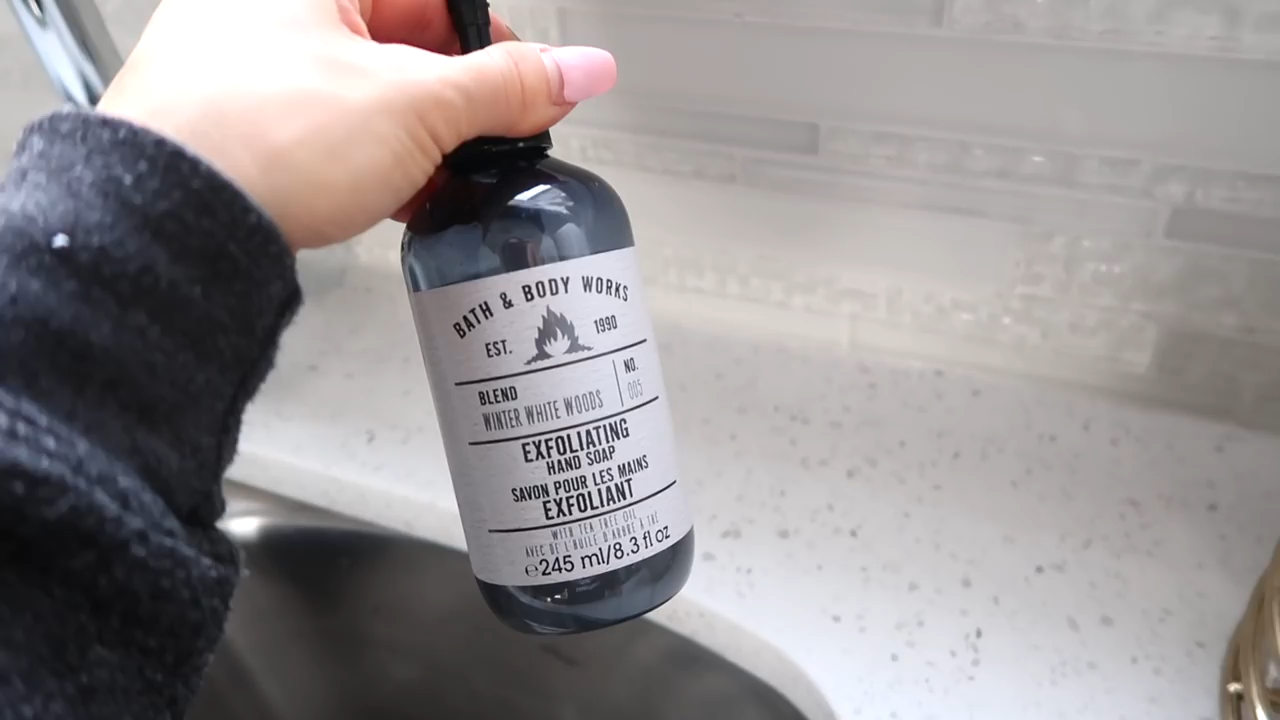 BATH & BODY WORKS
EST. 1990
BLEND
WINTER WHITE WOODS
NO.
005
EXFOLIATING
HAND SOAP
SAVON POUR LES MAINS
EXFOLIANT
WITH TEA TREE OIL
AVEC DE L'HUILE D'ARBRE À THÉ
℮245 ml/8.3 fl oz